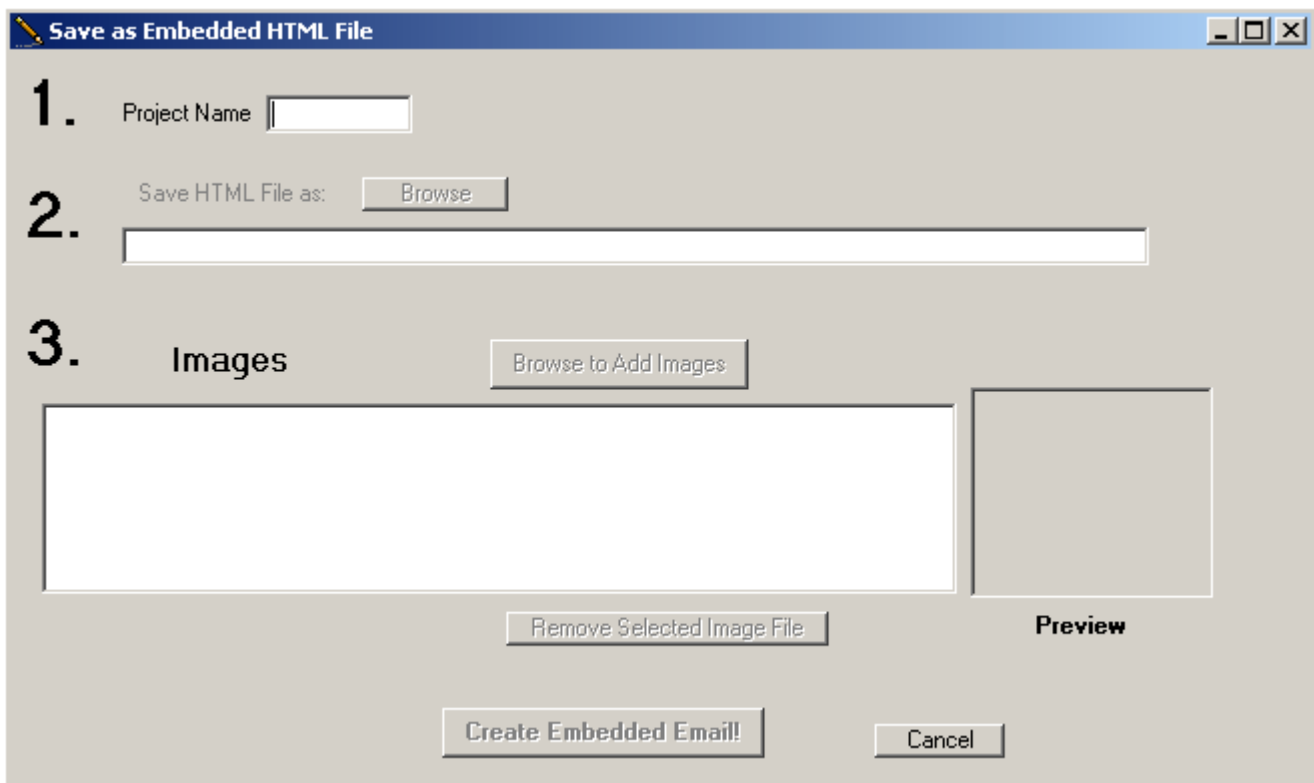 Save as Embedded HTML File
1. Project Name
2. Save HTML File as: Browse
3. Images Browse to Add Images
Remove Selected Image File Preview
Create Embedded Email! Cancel